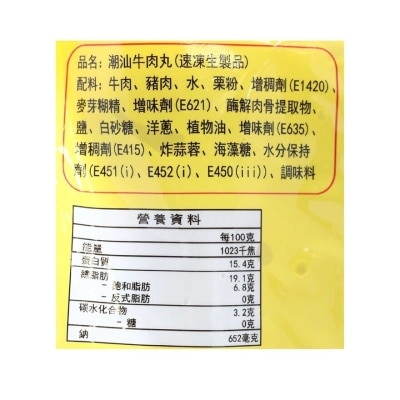 品名:潮汕牛肉丸(速凍生製品)
配料:牛肉、豬肉、水、栗粉、增稠劑(E1420)、
麥芽糊精、增味劑(E621)、酶解肉骨提取物、
鹽、白砂糖、洋蔥、植物油、增味劑(E635)、
增稠劑(E415)、炸蒜蓉、海藻糖、水分保持
劑(E451(i)、E452(i)、E450(iii))、調味料
營養資料
每100克
能量 1023千焦
蛋白質 15.4克
總脂肪 19.1克
- 飽和脂肪 6.8克
- 反式脂肪 0克
碳水化合物 3.2克
- 糖 0克
鈉 652毫克